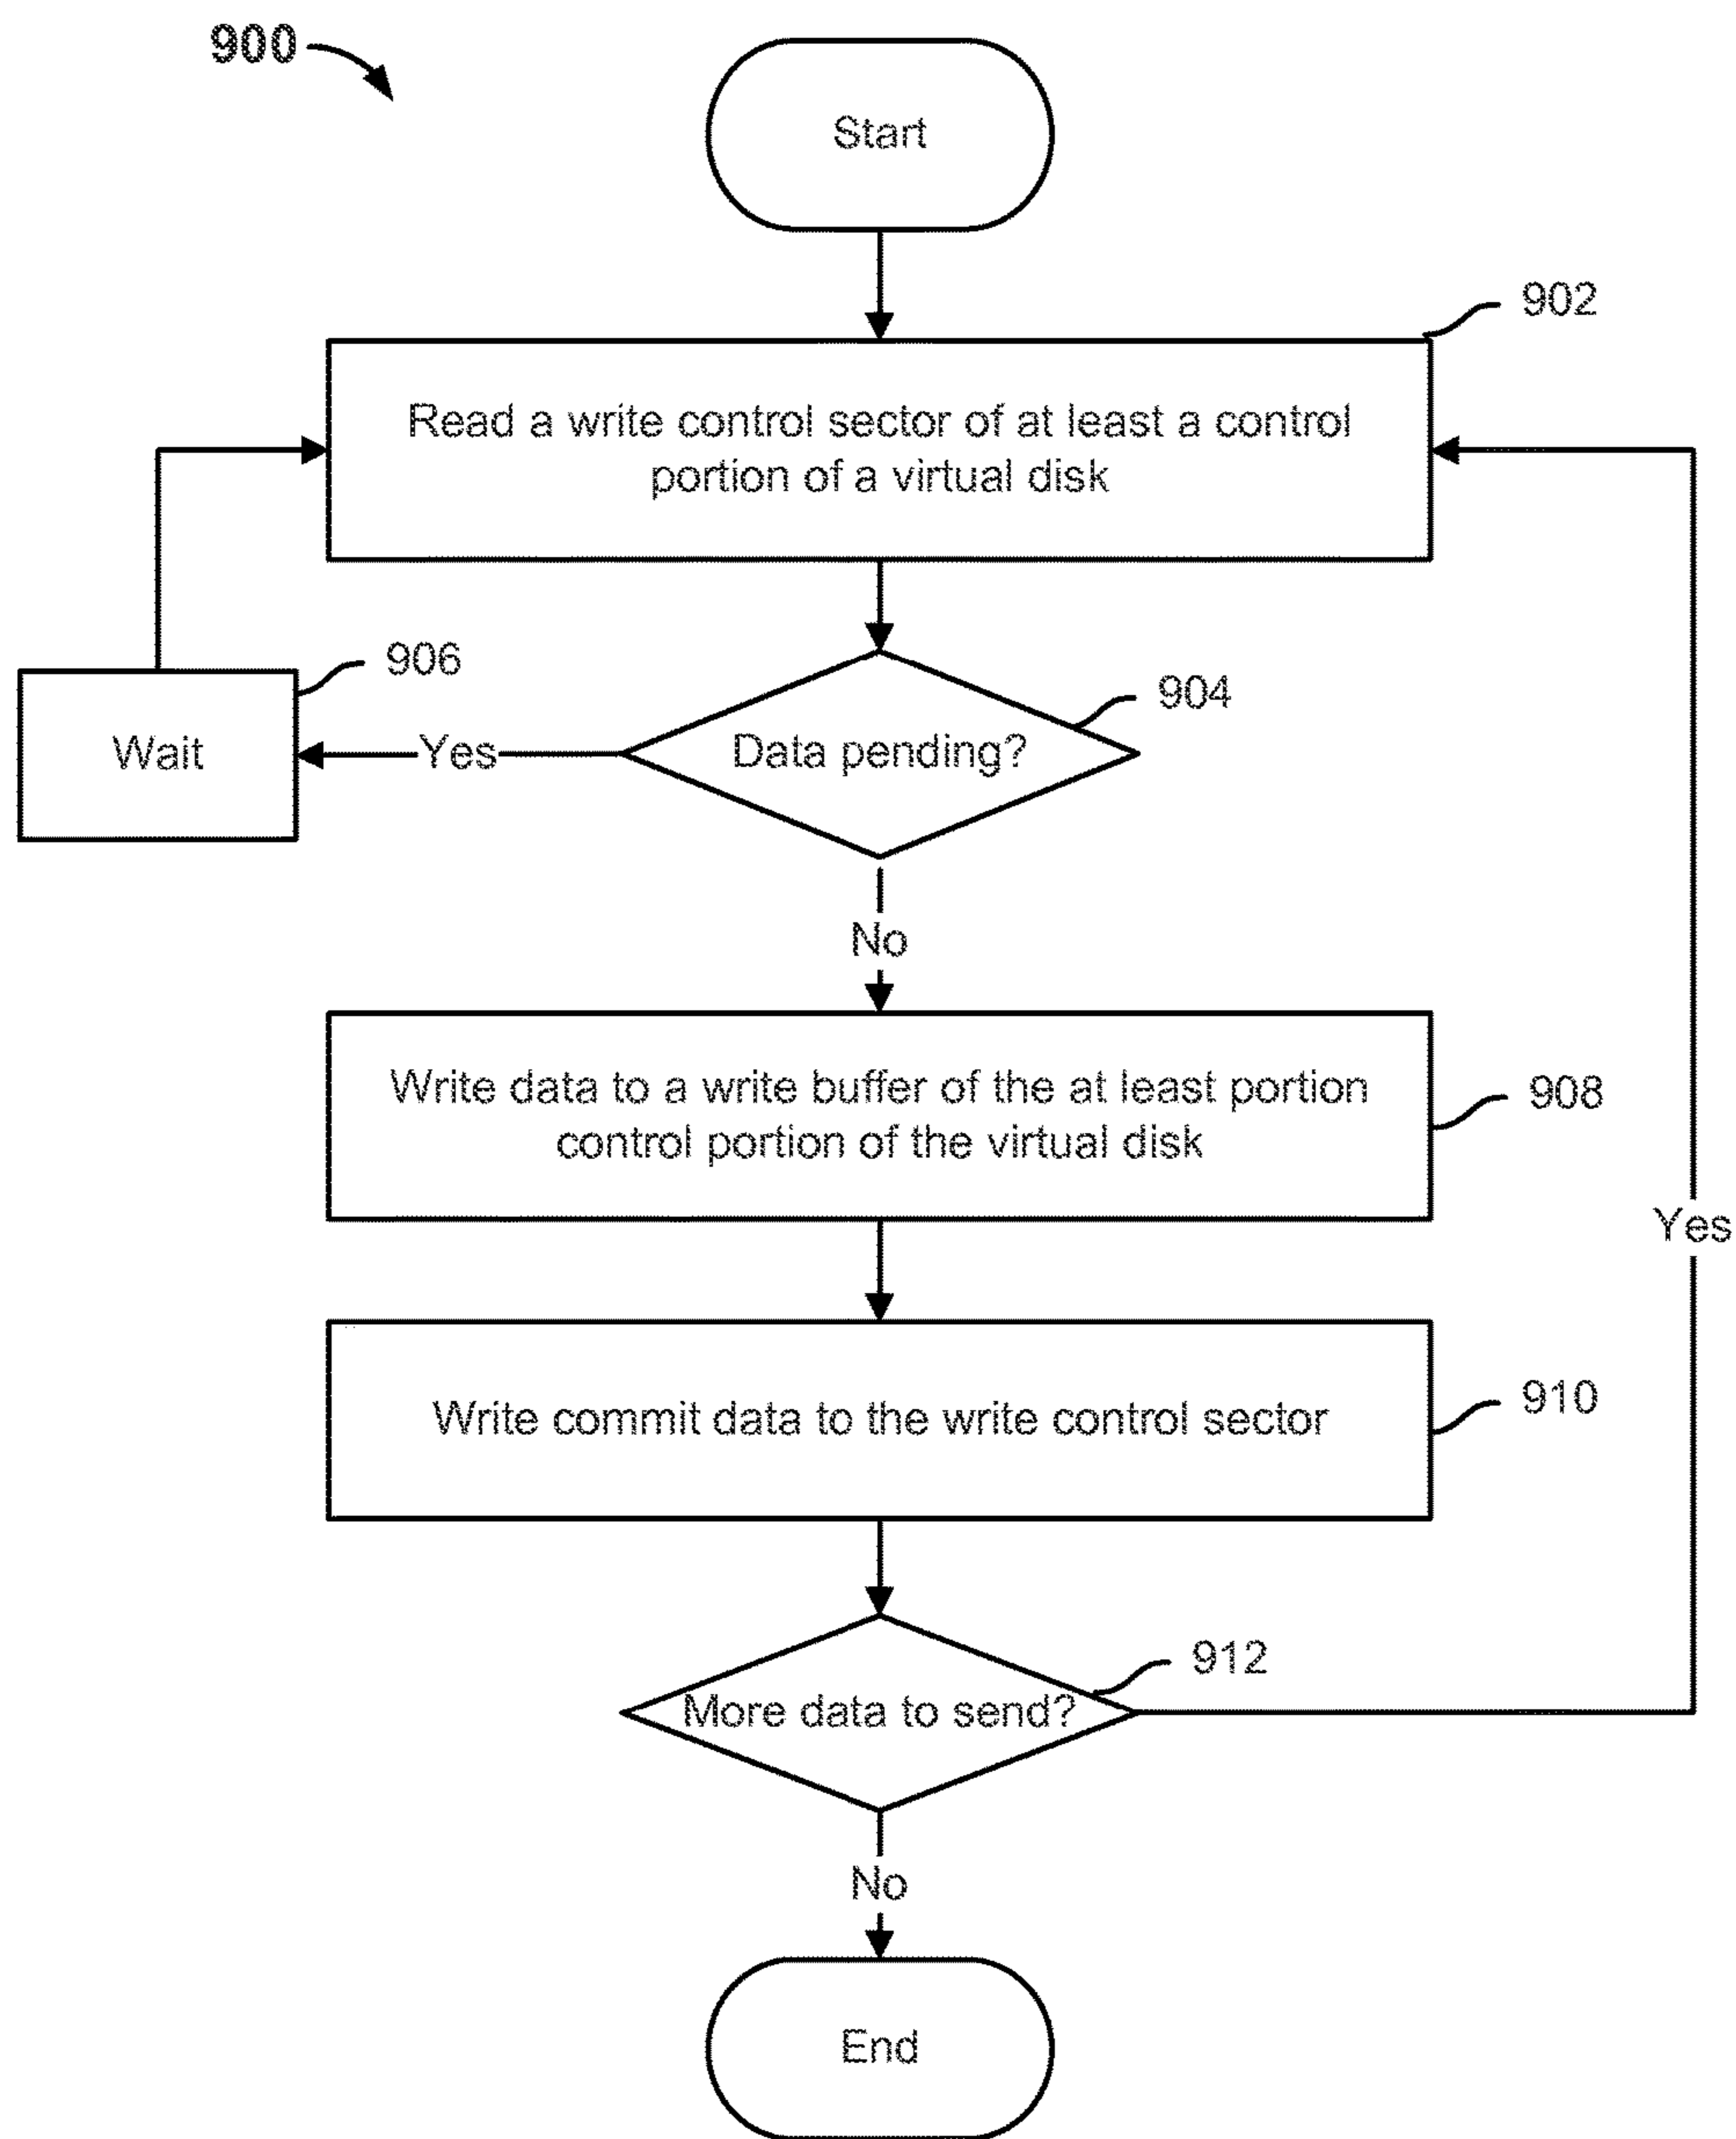 900
Start
902
Read a write control sector of at least a control
portion of a virtual disk
906
904
Wait
Yes
Data pending?
No
Write data to a write buffer of the at least portion
control portion of the virtual disk
908
Yes
Write commit data to the write control sector
910
912
More data to send?
No
End